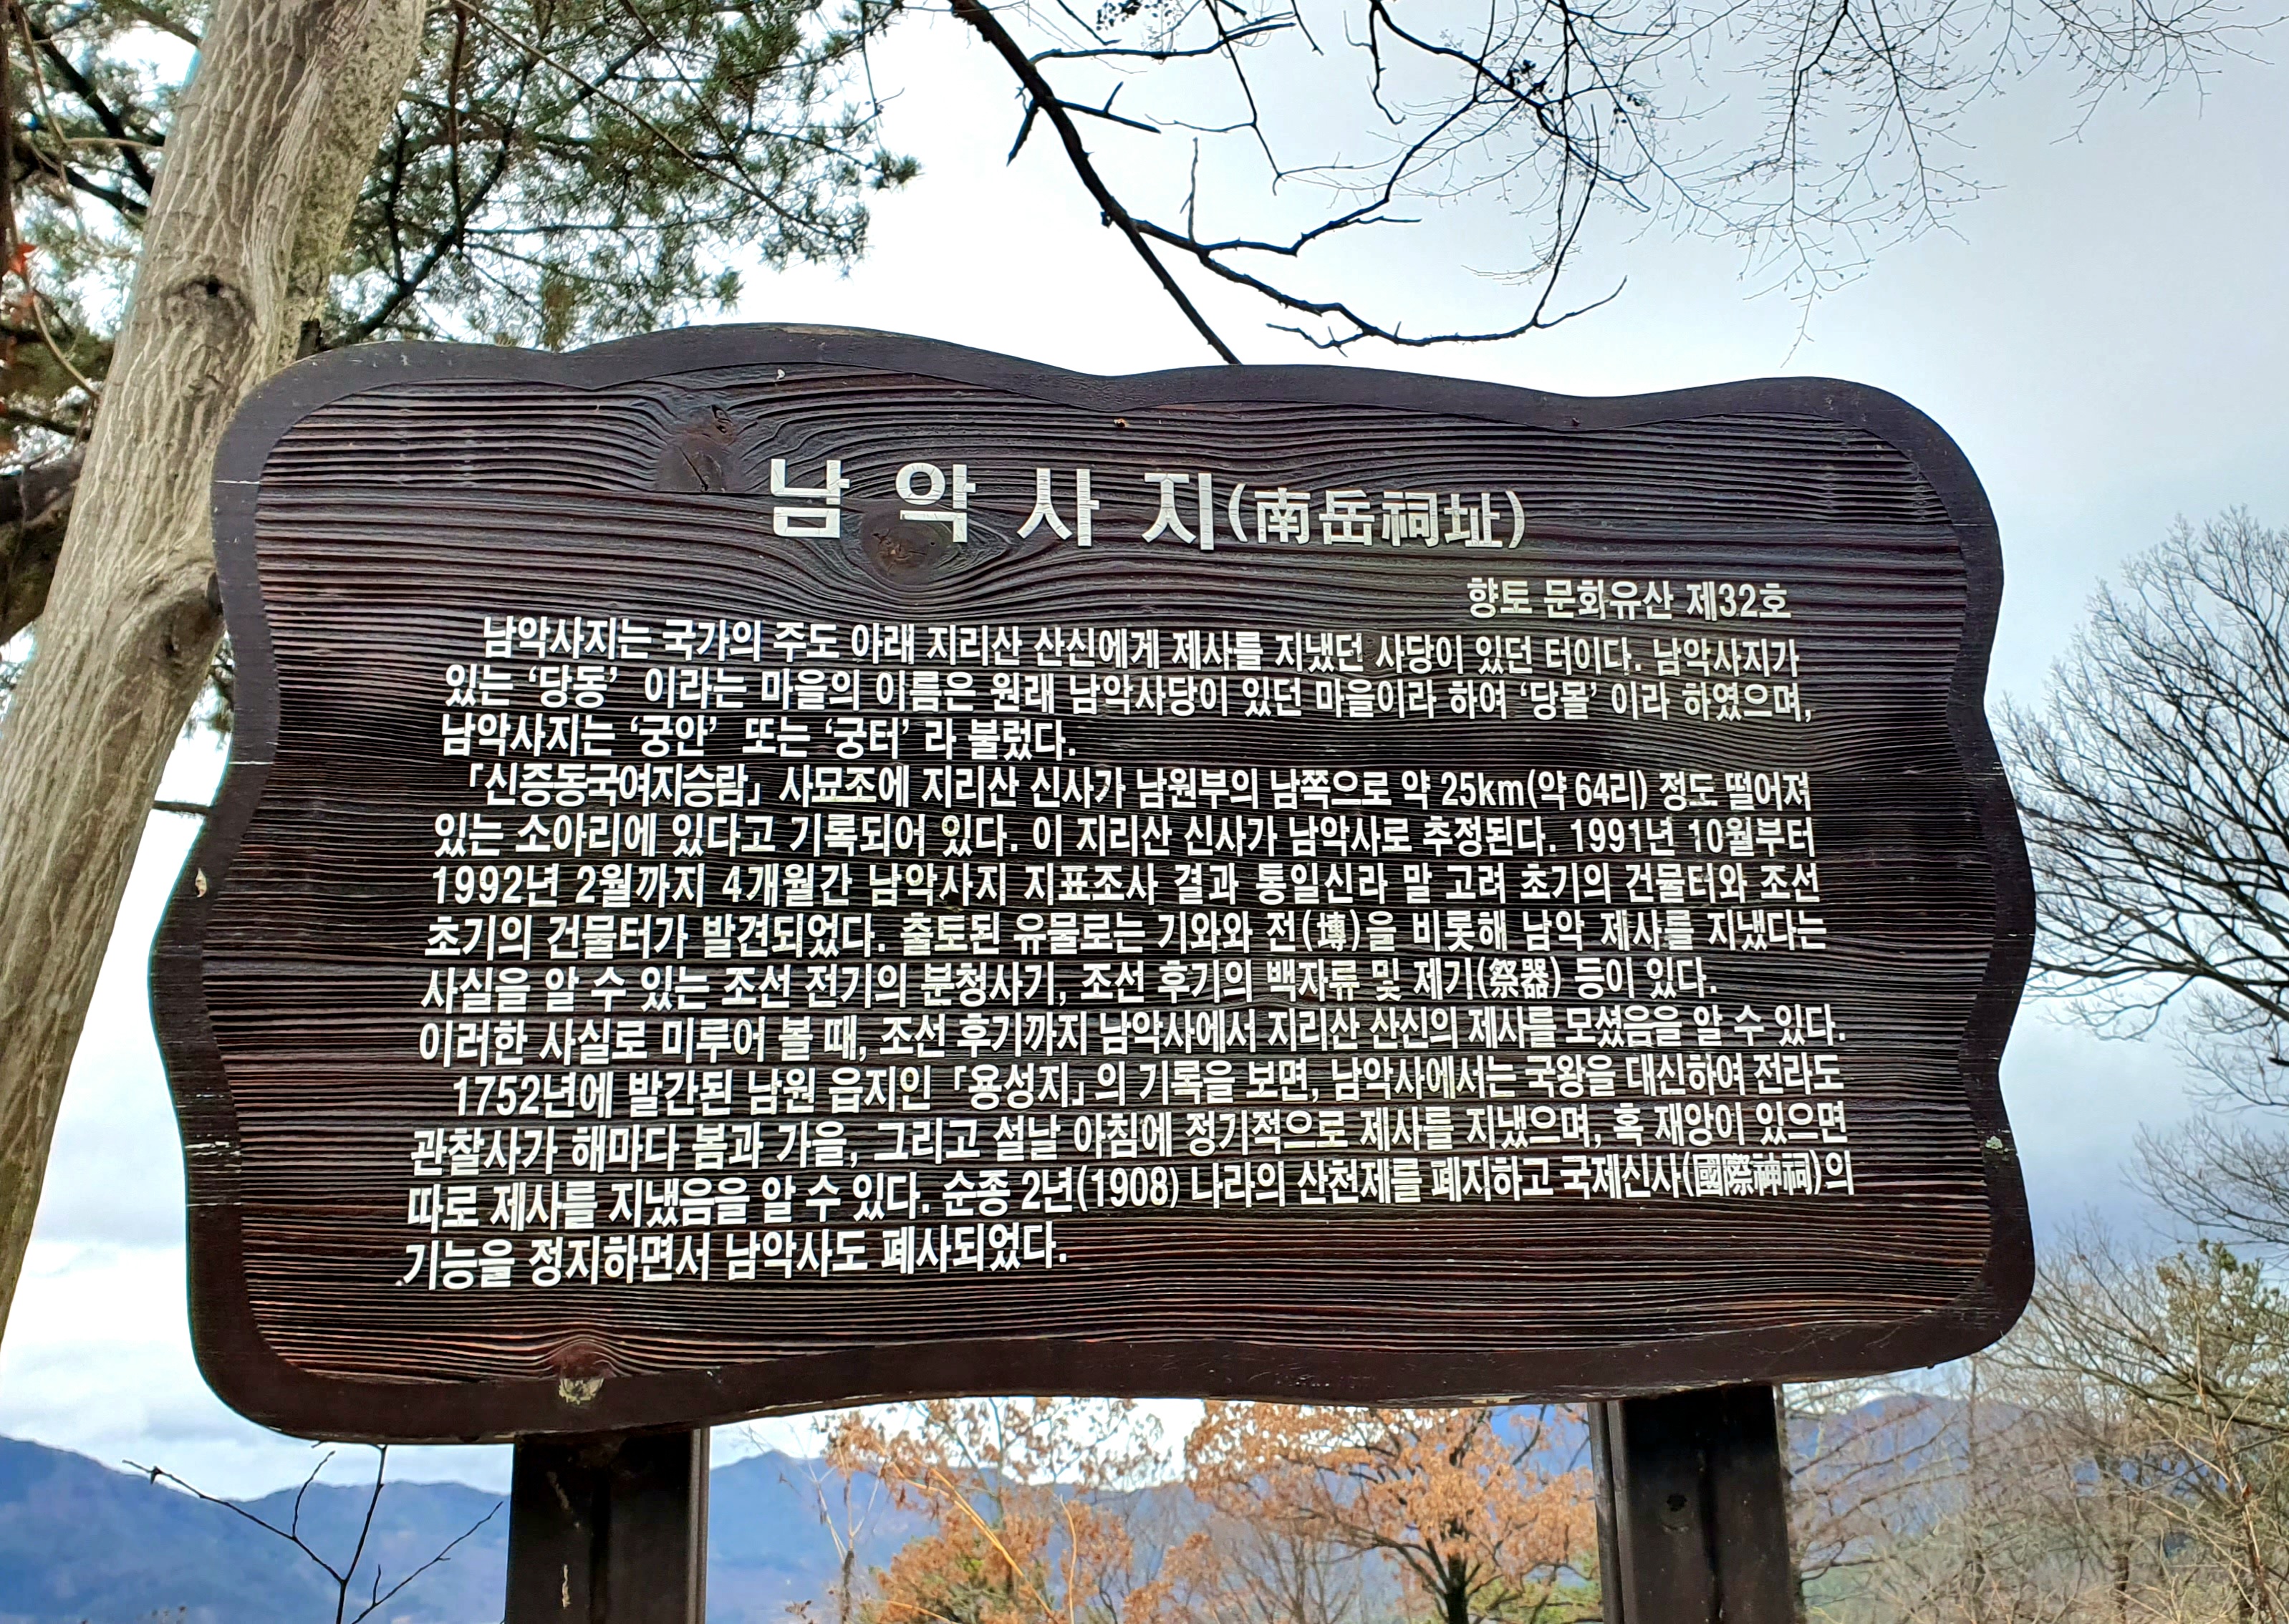 남악사지(南岳祠址)
향토 문화유산 제32호
남악사지는 국가의 주도 아래 지리산 산신에게 제사를 지냈던 사당이 있던 터이다. 남악사지가
있는 ‘당동’ 이라는 마을의 이름은 원래 남악사당이 있던 마을이라 하여 ‘당몰’ 이라 하였으며,
남악사지는 ‘궁안’ 또는 ‘궁터’ 라 불렀다.
「신증동국여지승람」 사묘조에 지리산 신사가 남원부의 남쪽으로 약 25km(약 64리) 정도 떨어져
있는 소아리에 있다고 기록되어 있다. 이 지리산 신사가 남악사로 추정된다. 1991년 10월부터
1992년 2월까지 4개월간 남악사지 지표조사 결과 통일신라 말 고려 초기의 건물터와 조선
초기의 건물터가 발견되었다. 출토된 유물로는 기와와 전(塼)을 비롯해 남악 제사를 지냈다는
사실을 알 수 있는 조선 전기의 분청사기, 조선 후기의 백자류 및 제기(祭器) 등이 있다.
이러한 사실로 미루어 볼 때, 조선 후기까지 남악사에서 지리산 산신의 제사를 모셨음을 알 수 있다.
1752년에 발간된 남원 읍지인 「용성지」의 기록을 보면, 남악사에서는 국왕을 대신하여 전라도
관찰사가 해마다 봄과 가을, 그리고 설날 아침에 정기적으로 제사를 지냈으며, 혹 재앙이 있으면
따로 제사를 지냈음을 알 수 있다. 순종 2년(1908) 나라의 산천제를 폐지하고 국제신사(國際神祠)의
기능을 정지하면서 남악사도 폐사되었다.